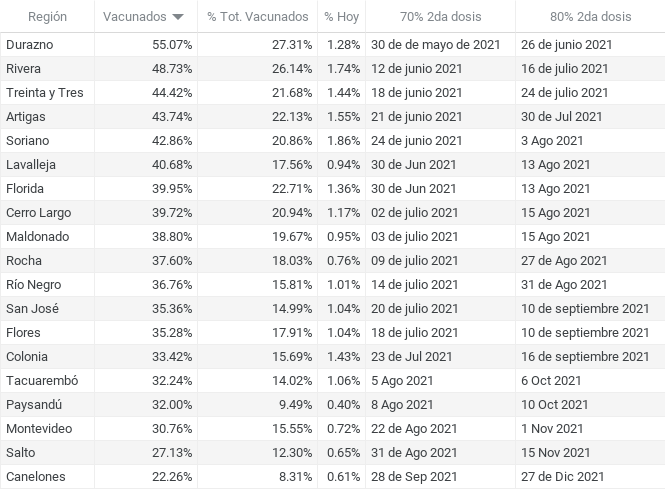 Región Vacunados % Tot. Vacunados % Hoy 70% 2da dosis 80% 2da dosis
Durazno 55.07% 27.31% 1.28% 30 de de mayo de 2021 26 de junio 2021
Rivera 48.73% 26.14% 1.74% 12 de junio 2021 16 de julio 2021
Treinta y Tres 44.42% 21.68% 1.44% 18 de junio 2021 24 de julio 2021
Artigas 43.74% 22.13% 1.55% 21 de junio 2021 30 de Jul 2021
Soriano 42.86% 20.86% 1.86% 24 de junio 2021 3 Ago 2021
Lavalleja 40.68% 17.56% 0.94% 30 de Jun 2021 13 Ago 2021
Florida 39.95% 22.71% 1.36% 30 de Jun 2021 13 Ago 2021
Cerro Largo 39.72% 20.94% 1.17% 02 de julio 2021 15 Ago 2021
Maldonado 38.80% 19.67% 0.95% 03 de julio 2021 15 Ago 2021
Rocha 37.60% 18.03% 0.76% 09 de julio 2021 27 de Ago 2021
Río Negro 36.76% 15.81% 1.01% 14 de julio 2021 31 de Ago 2021
San José 35.36% 14.99% 1.04% 20 de julio 2021 10 de septiembre 2021
Flores 35.28% 17.91% 1.04% 18 de julio 2021 10 de septiembre 2021
Colonia 33.42% 15.69% 1.43% 23 de Jul 2021 16 de septiembre 2021
Tacuarembó 32.24% 14.02% 1.06% 5 Ago 2021 6 Oct 2021
Paysandú 32.00% 9.49% 0.40% 8 Ago 2021 10 Oct 2021
Montevideo 30.76% 15.55% 0.72% 22 de Ago 2021 1 Nov 2021
Salto 27.13% 12.30% 0.65% 31 de Ago 2021 15 Nov 2021
Canelones 22.26% 8.31% 0.61% 28 de Sep 2021 27 de Dic 2021